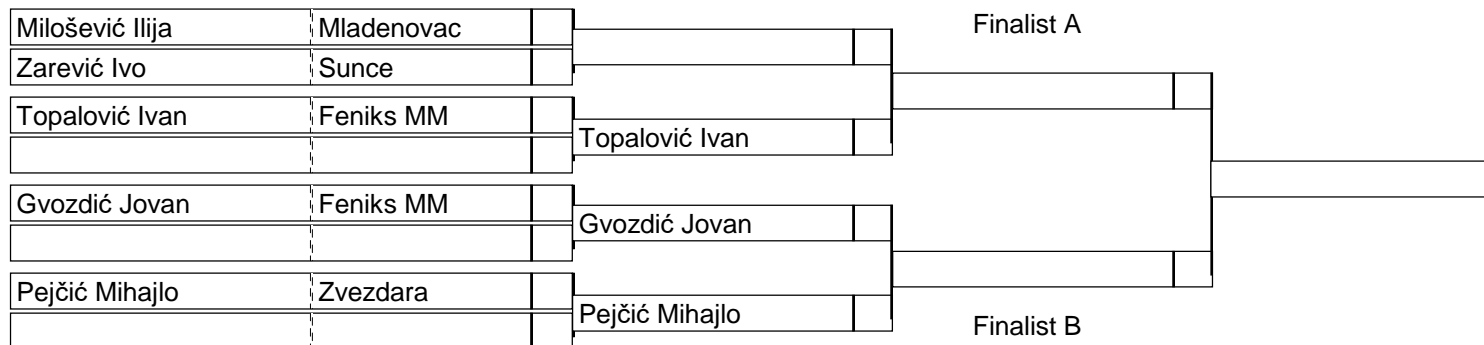 Milošević Ilija Mladenovac
Zarević Ivo Sunce
Topalović Ivan Feniks MM
Gvozdić Jovan Feniks MM
Pejčić Mihajlo Zvezdara
Topalović Ivan
Gvozdić Jovan
Pejčić Mihajlo
Finalist A
Finalist B